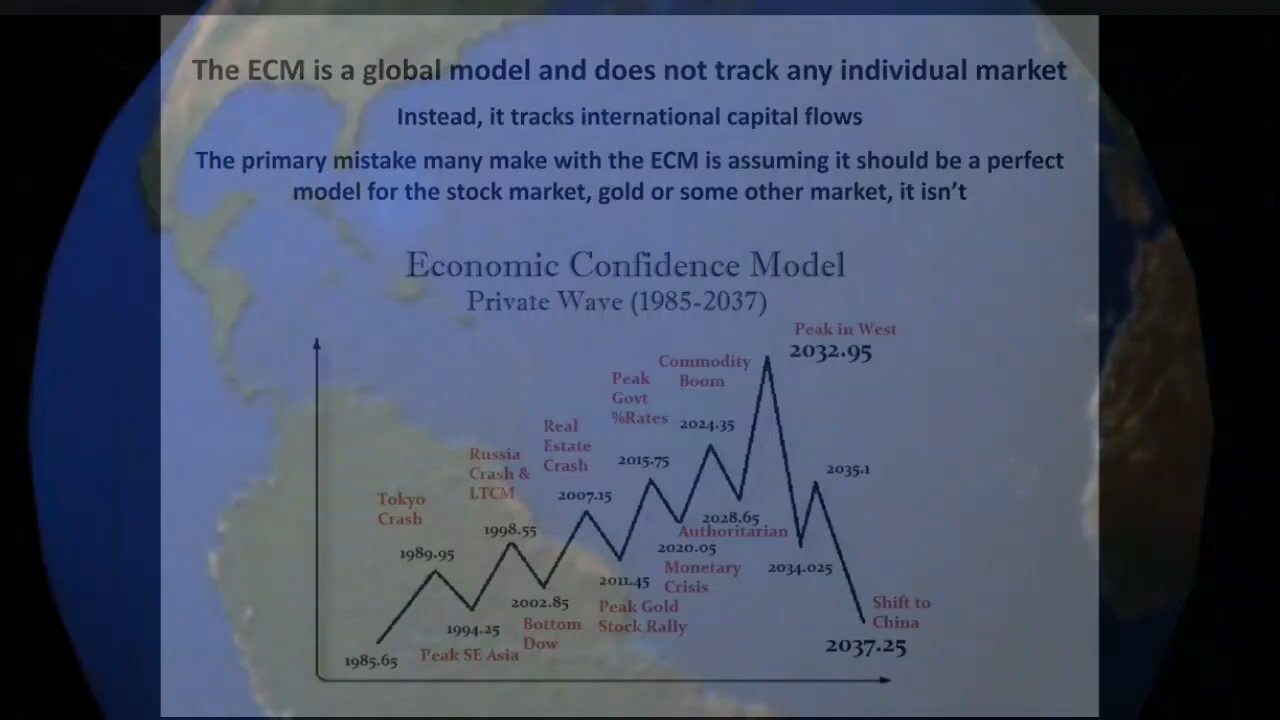 The ECM is a global model and does not track any individual market
Instead, it tracks international capital flows
The primary mistake many make with the ECM is assuming it should be a perfect
model for the stock market, gold or some other market, it isn't
Economic Confidence Model
Private Wave (1985-2037)
Peak in West
2032.95
Commodity
Boom
2024.35
Peak
Govt
%Rates
2015.75
Real
Estate
Crash
2007.15
Russia
Crash &
LTCM
1998.55
Tokyo
Crash
1989.95
2035.1
2028.65
Authoritarian
2020.05
Monetary
Crisis
2034.025
2011.45
Peak Gold
Stock Rally
2002.85
Bottom
Dow
1994.25
Peak SE Asia
1985.65
Shift to
China
2037.25